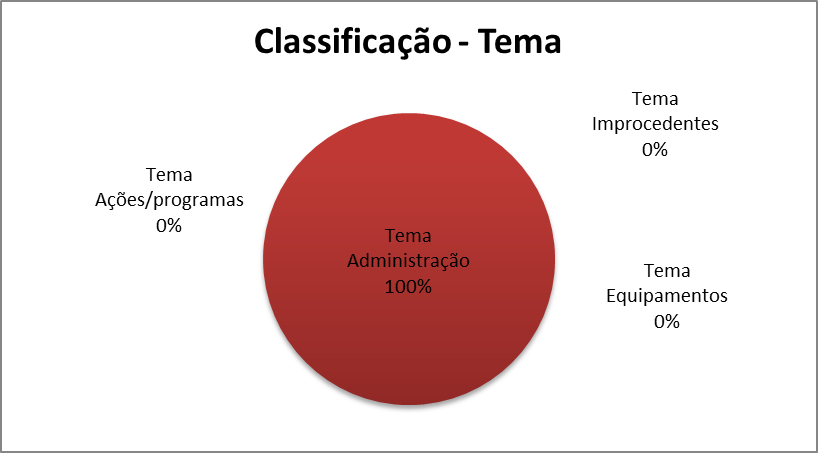 Classificação - Tema
Tema
Improcedentes
0%
Tema
Ações/programas
0%
Tema
Administração
100%
Tema
Equipamentos
0%